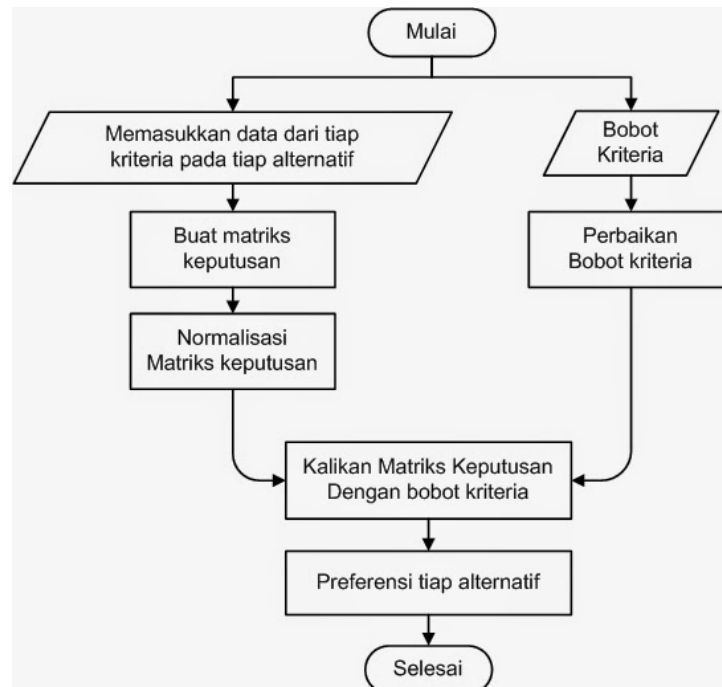 Mulai
Memasukkan data dari tiap
kriteria pada tiap alternatif
Bobot
Kriteria
Buat matriks
keputusan
Perbaikan
Bobot kriteria
Normalisasi
Matriks keputusan
Kalikan Matriks Keputusan
Dengan bobot kriteria
Preferensi tiap alternatif
Selesai